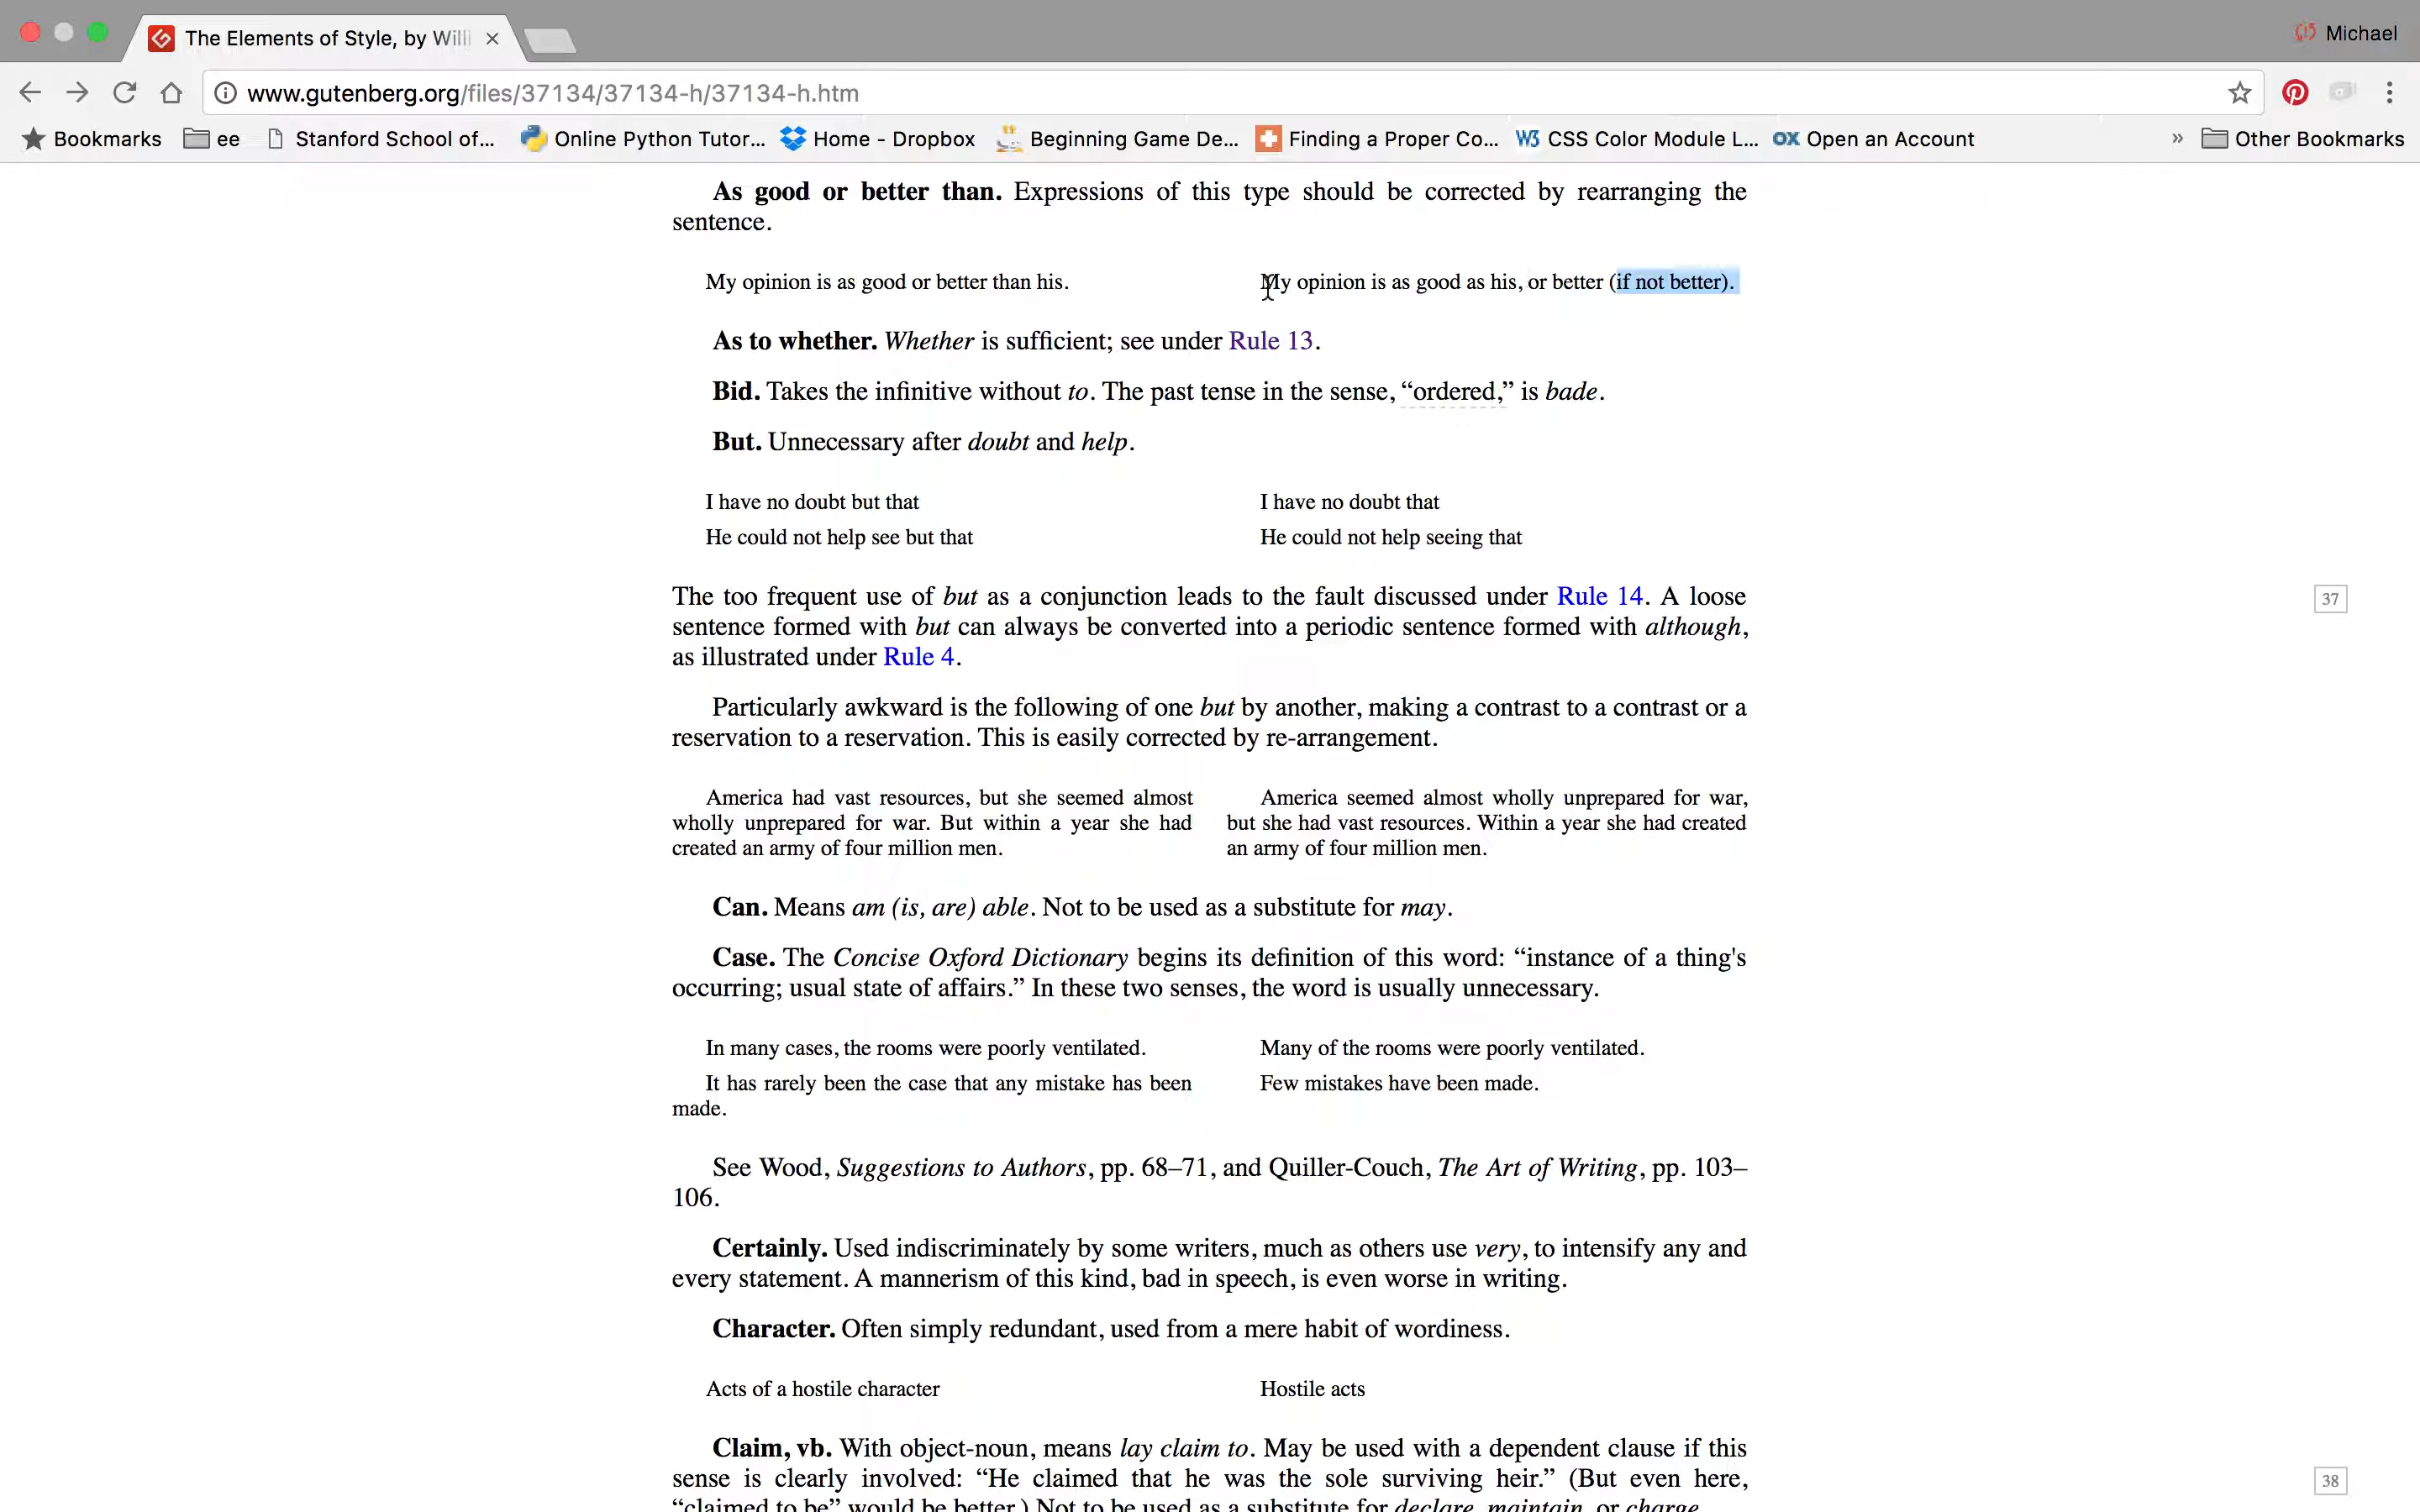 The Elements of Style, by Willi
Michael
www.gutenberg.org/files/37134/37134-h/37134-h.htm
Bookmarks ee Stanford School of... Online Python Tutor... Home - Dropbox Beginning Game De... Finding a Proper Co... W3 CSS Color Module L... OX Open an Account » Other Bookmarks
As good or better than. Expressions of this type should be corrected by rearranging the
sentence.
My opinion is as good or better than his. My opinion is as good as his, or better (if not better).
As to whether. Whether is sufficient; see under Rule 13.
Bid. Takes the infinitive without to. The past tense in the sense, “ordered,” is bade.
But. Unnecessary after doubt and help.
I have no doubt but that I have no doubt that
He could not help see but that He could not help seeing that
The too frequent use of but as a conjunction leads to the fault discussed under Rule 14. A loose
37
sentence formed with but can always be converted into a periodic sentence formed with although,
as illustrated under Rule 4.
Particularly awkward is the following of one but by another, making a contrast to a contrast or a
reservation to a reservation. This is easily corrected by re-arrangement.
America had vast resources, but she seemed almost
wholly unprepared for war. But within a year she had
created an army of four million men.
America seemed almost wholly unprepared for war,
but she had vast resources. Within a year she had created
an army of four million men.
Can. Means am (is, are) able. Not to be used as a substitute for may.
Case. The Concise Oxford Dictionary begins its definition of this word: “instance of a thing's
occurring; usual state of affairs.” In these two senses, the word is usually unnecessary.
In many cases, the rooms were poorly ventilated. Many of the rooms were poorly ventilated.
It has rarely been the case that any mistake has been
made.
Few mistakes have been made.
See Wood, Suggestions to Authors, pp. 68–71, and Quiller-Couch, The Art of Writing, pp. 103–
106.
Certainly. Used indiscriminately by some writers, much as others use very, to intensify any and
every statement. A mannerism of this kind, bad in speech, is even worse in writing.
Character. Often simply redundant, used from a mere habit of wordiness.
Acts of a hostile character Hostile acts
Claim, vb. With object-noun, means lay claim to. May be used with a dependent clause if this
sense is clearly involved: “He claimed that he was the sole surviving heir.” (But even here,
38
“claimed to be” would be better.) Not to be used as a substitute for declare, maintain, or charge.